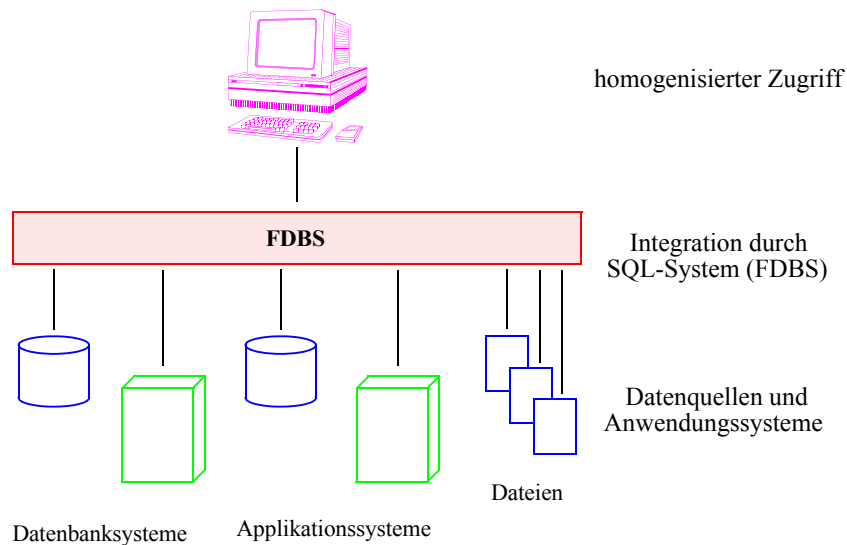 homogenisierter Zugriff
FDBS
Integration durch
SQL-System (FDBS)
Datenquellen und
Anwendungssysteme
Dateien
Datenbanksysteme
Applikationssysteme